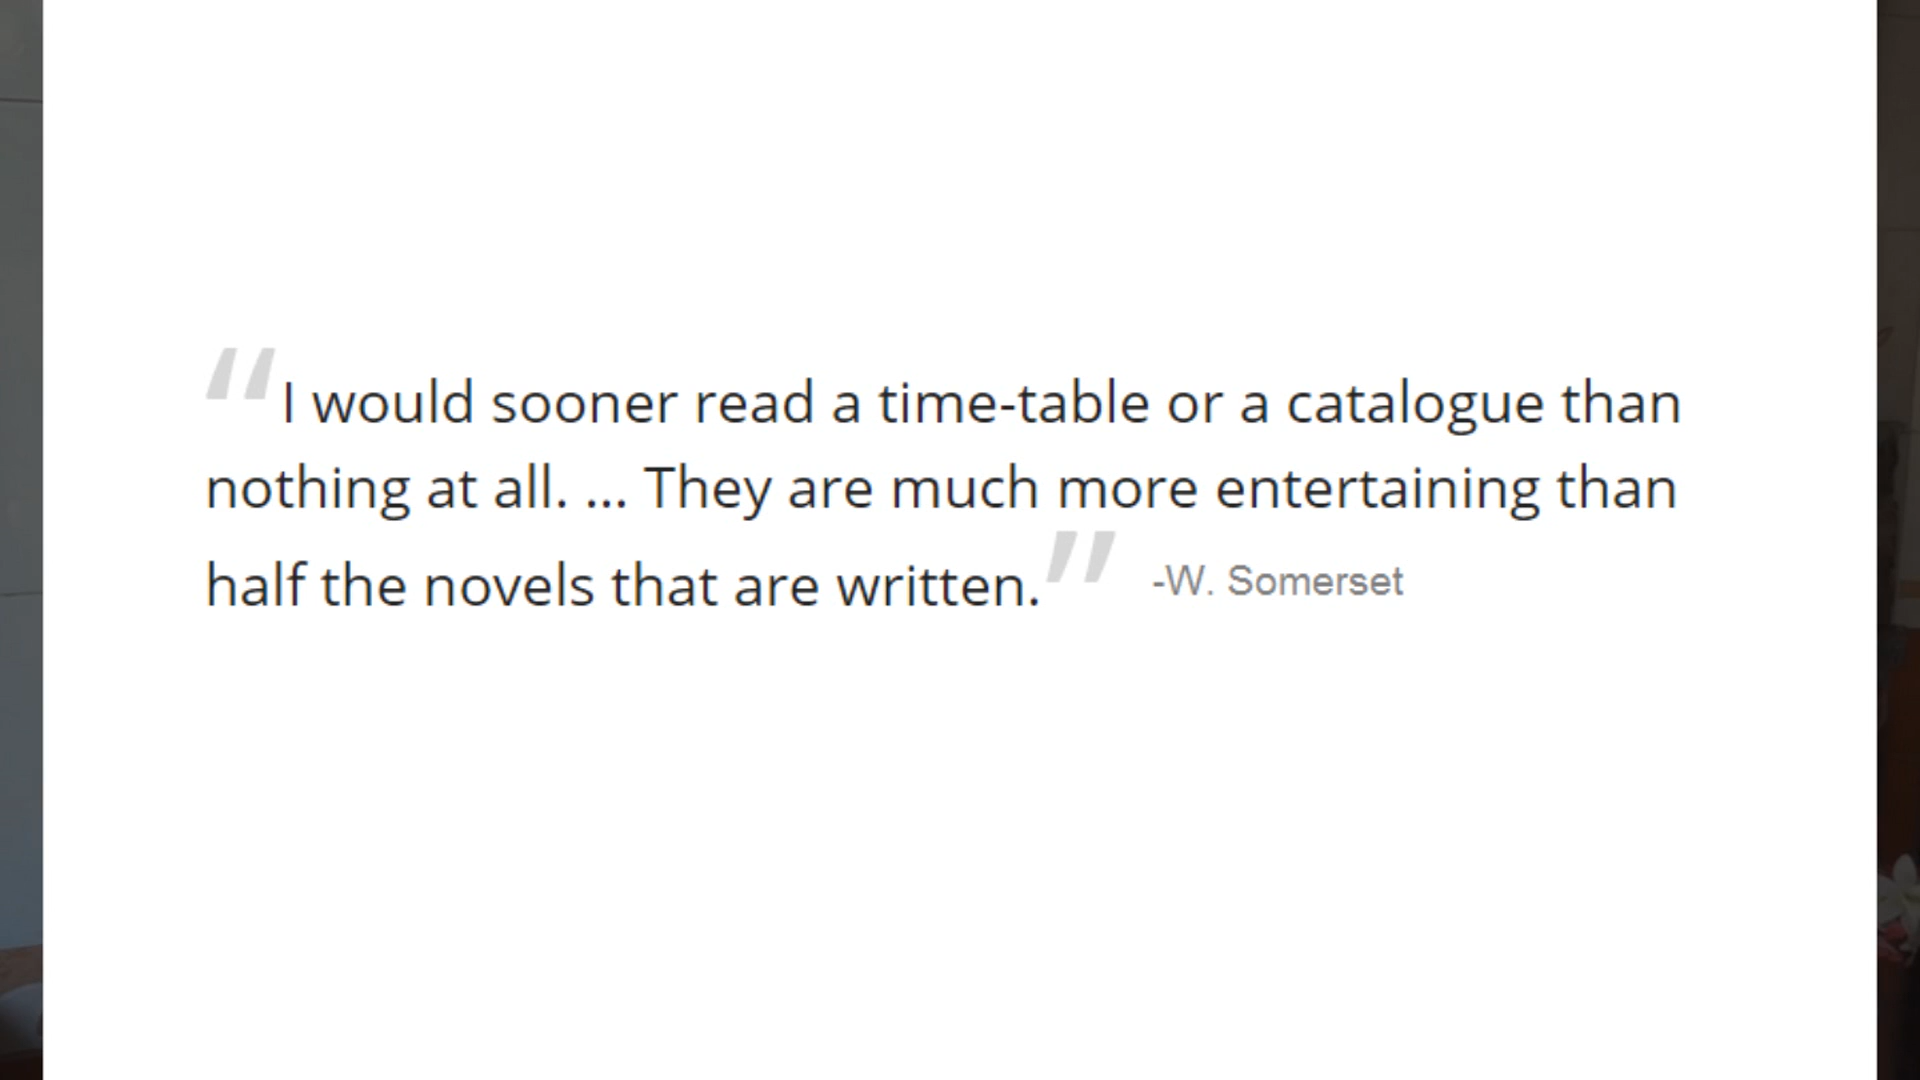 “I would sooner read a time-table or a catalogue than
nothing at all. ... They are much more entertaining than
half the novels that are written.” -W. Somerset